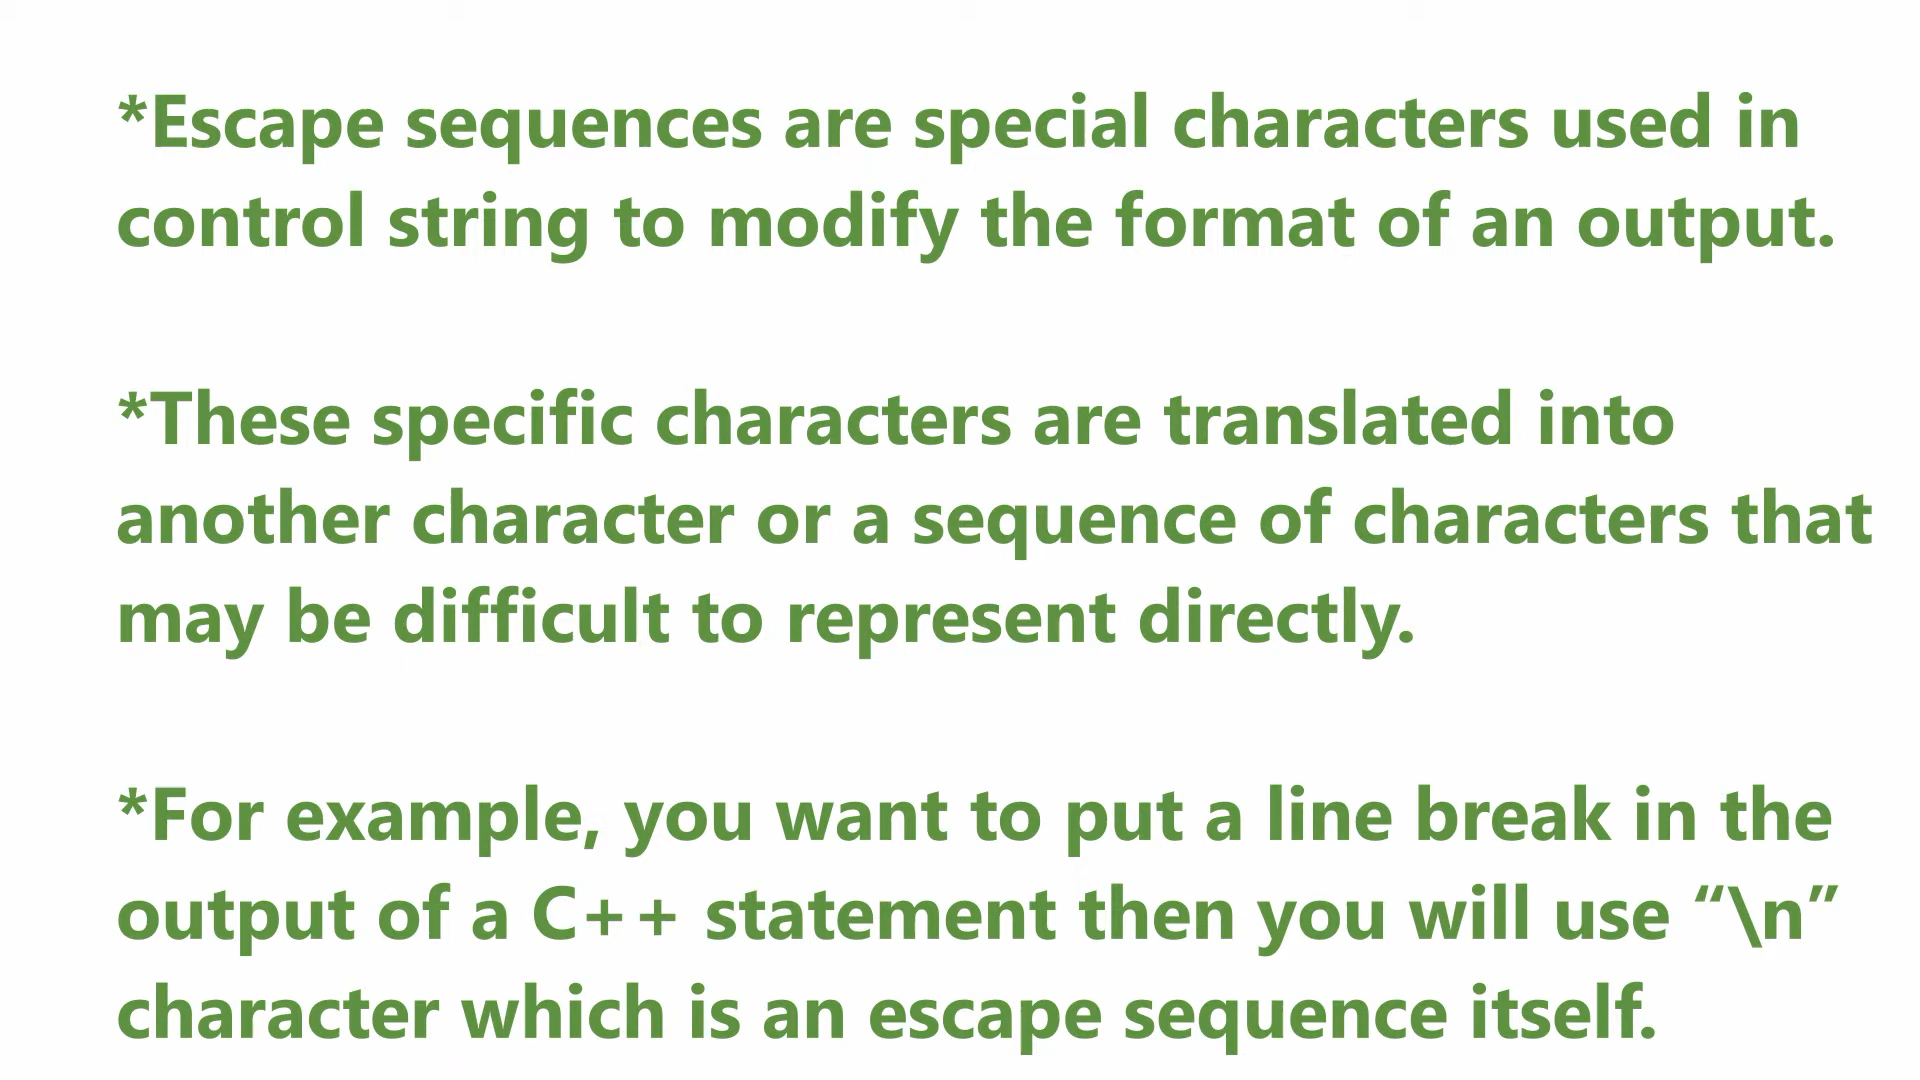 *Escape sequences are special characters used in
control string to modify the format of an output.
*These specific characters are translated into
another character or a sequence of characters that
may be difficult to represent directly.
*For example, you want to put a line break in the
output of a C++ statement then you will use “\n”
character which is an escape sequence itself.